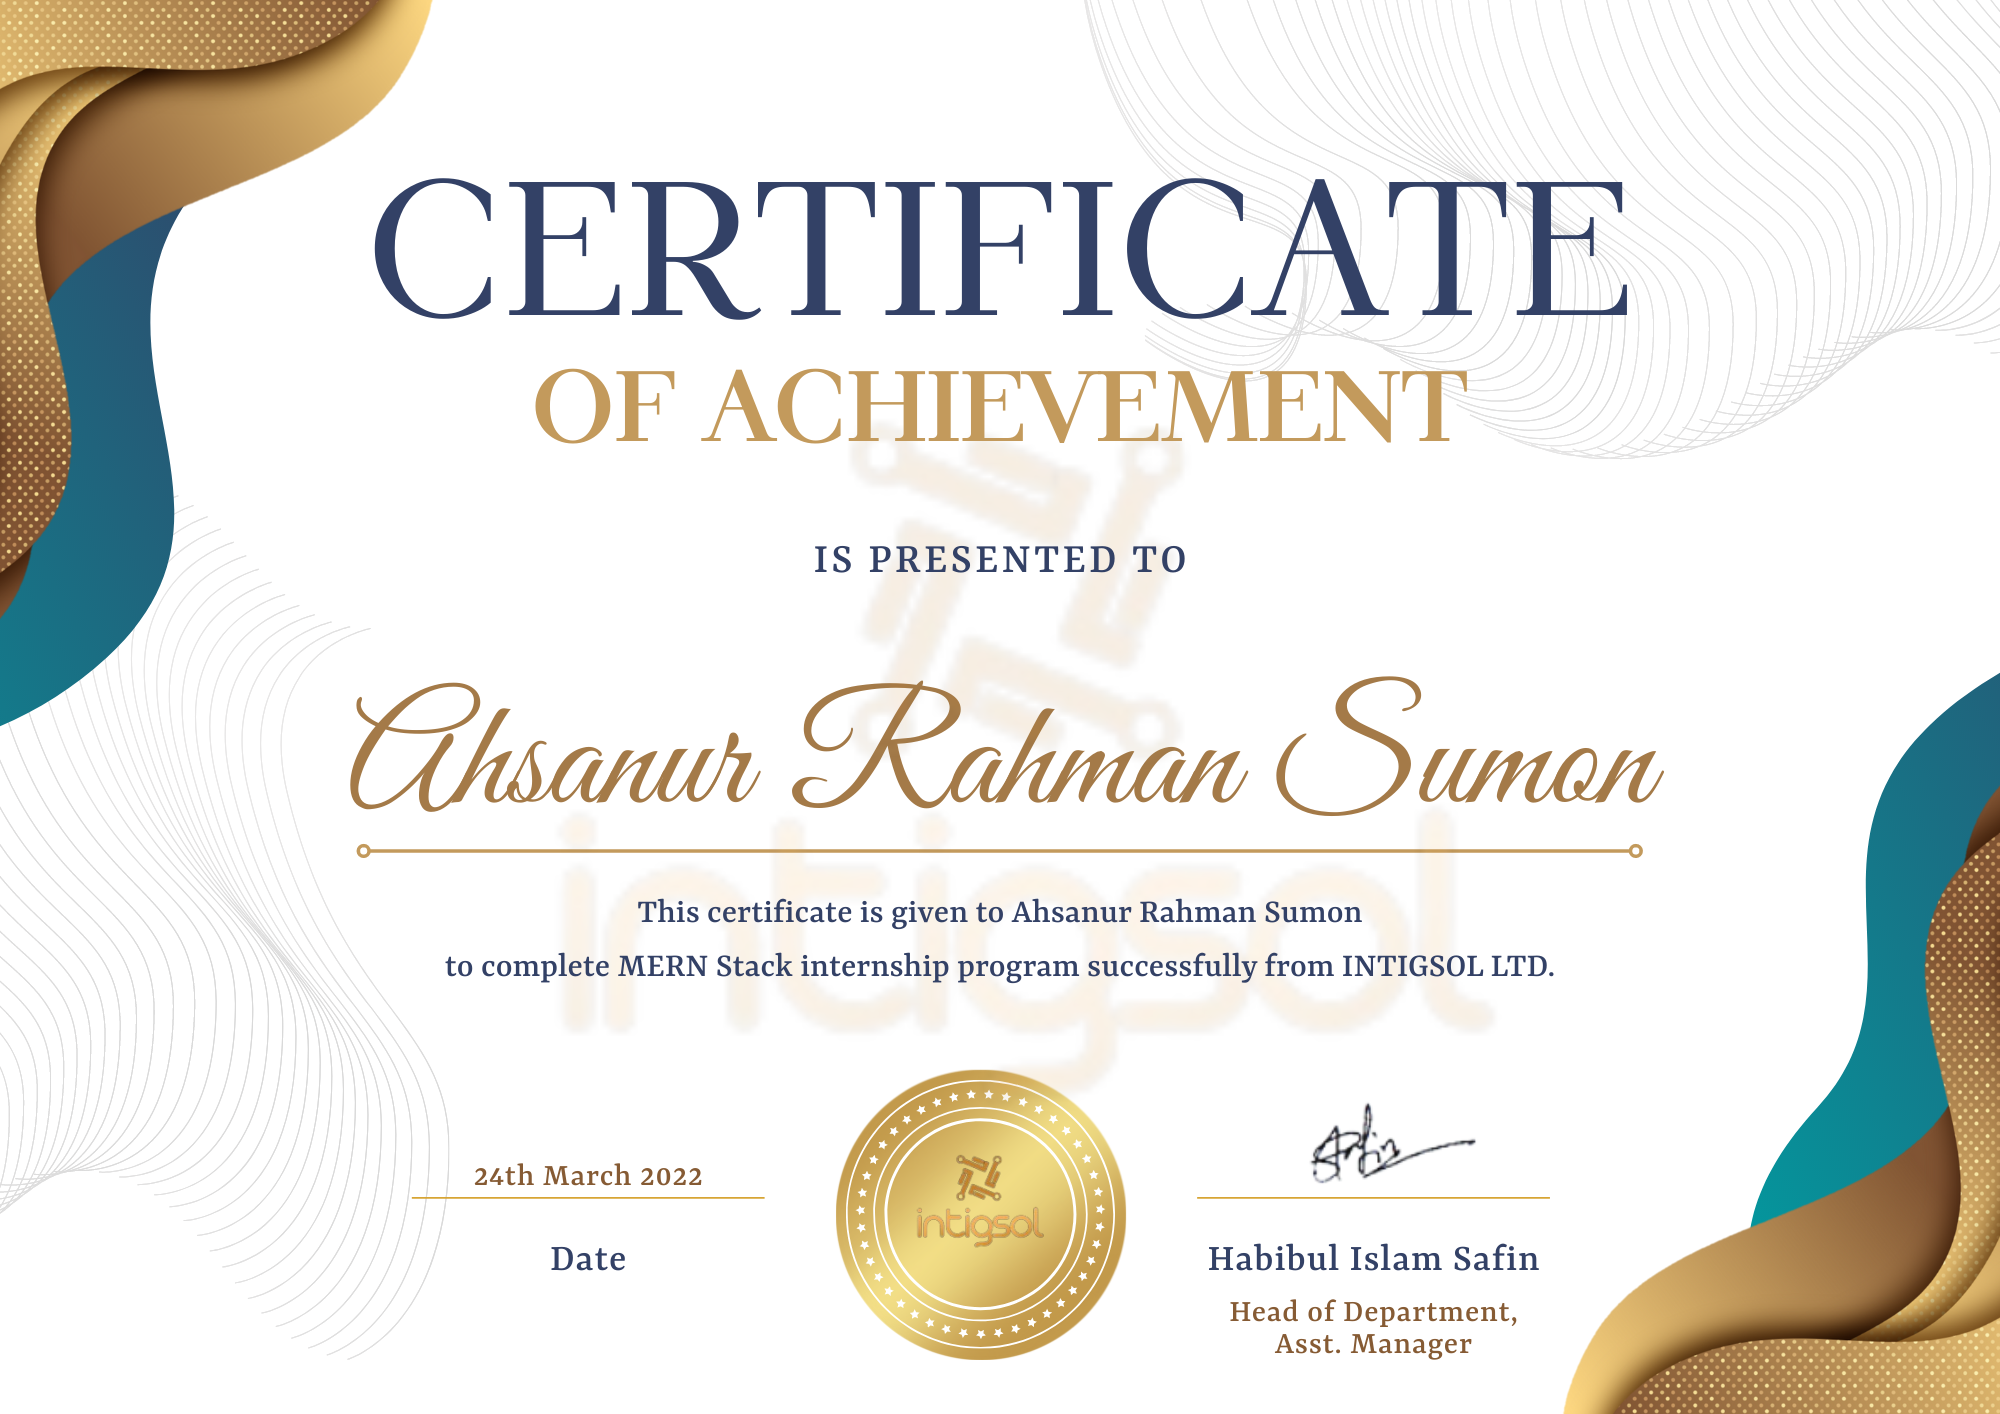 CERTIFICATE
OF ACHIEVEMENT
IS PRESENTED TO
Ahsanur Rahman Sumon
This certificate is given to Ahsanur Rahman Sumon
to complete MERN Stack internship program successfully from INTIGSOL LTD.
intigsol
24th March 2022
Date
intigsol
Safin
Habibul Islam Safin
Head of Department,
Asst. Manager